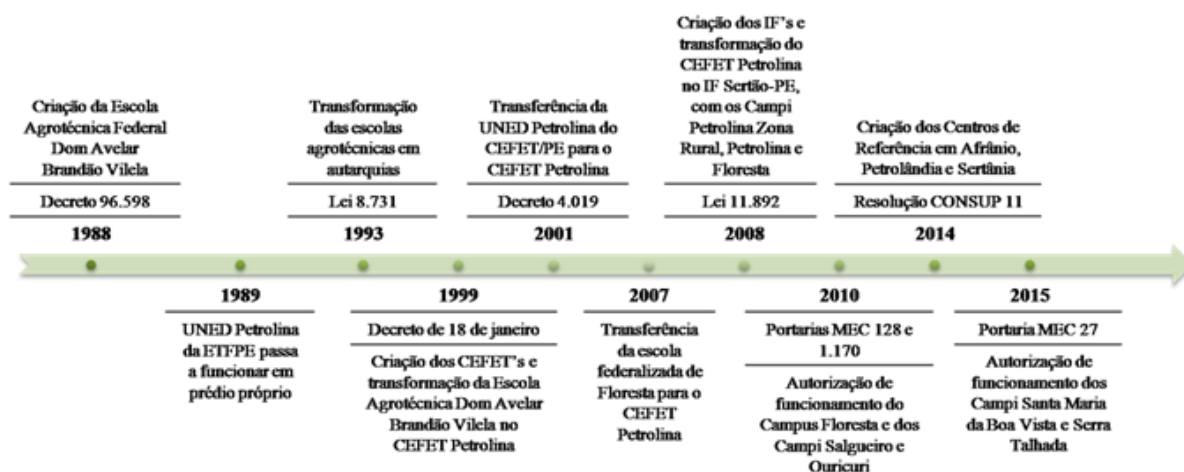 Criação da Escola
Agrotécnica Federal
Dom Avelar
Brandão Vilela
Decreto 96.598
1988
Transformação
das escolas
agrotécnicas em
autarquias
Lei 8.731
1993
Transferência da
UNED Petrolina do
CEFET/PE para o
CEFET Petrolina
Decreto 4.019
2001
Criação dos IF's e
transformação do
CEFET Petrolina
no IF Sertão-PE,
com os Campi
Petrolina Zona
Rural, Petrolina e
Floresta
Lei 11.892
2008
Criação dos Centros de
Referência em Afrânio,
Petrolândia e Sertânia
Resolução CONSUP 11
2014
1989
UNED Petrolina
da ETFPE passa
a funcionar em
prédio próprio
1999
Decreto de 18 de janeiro
Criação dos CEFET's e
transformação da Escola
Agrotécnica Dom Avelar
Brandão Vilela no
CEFET Petrolina
2007
Transferência
da escola
federalizada de
Floresta para o
CEFET
Petrolina
2010
Portarias MEC 128 e
1.170
Autorização de
funcionamento do
Campus Floresta e dos
Campi Salgueiro e
Ouricuri
2015
Portaria MEC 27
Autorização de
funcionamento dos
Campi Santa Maria
da Boa Vista e Serra
Talhada